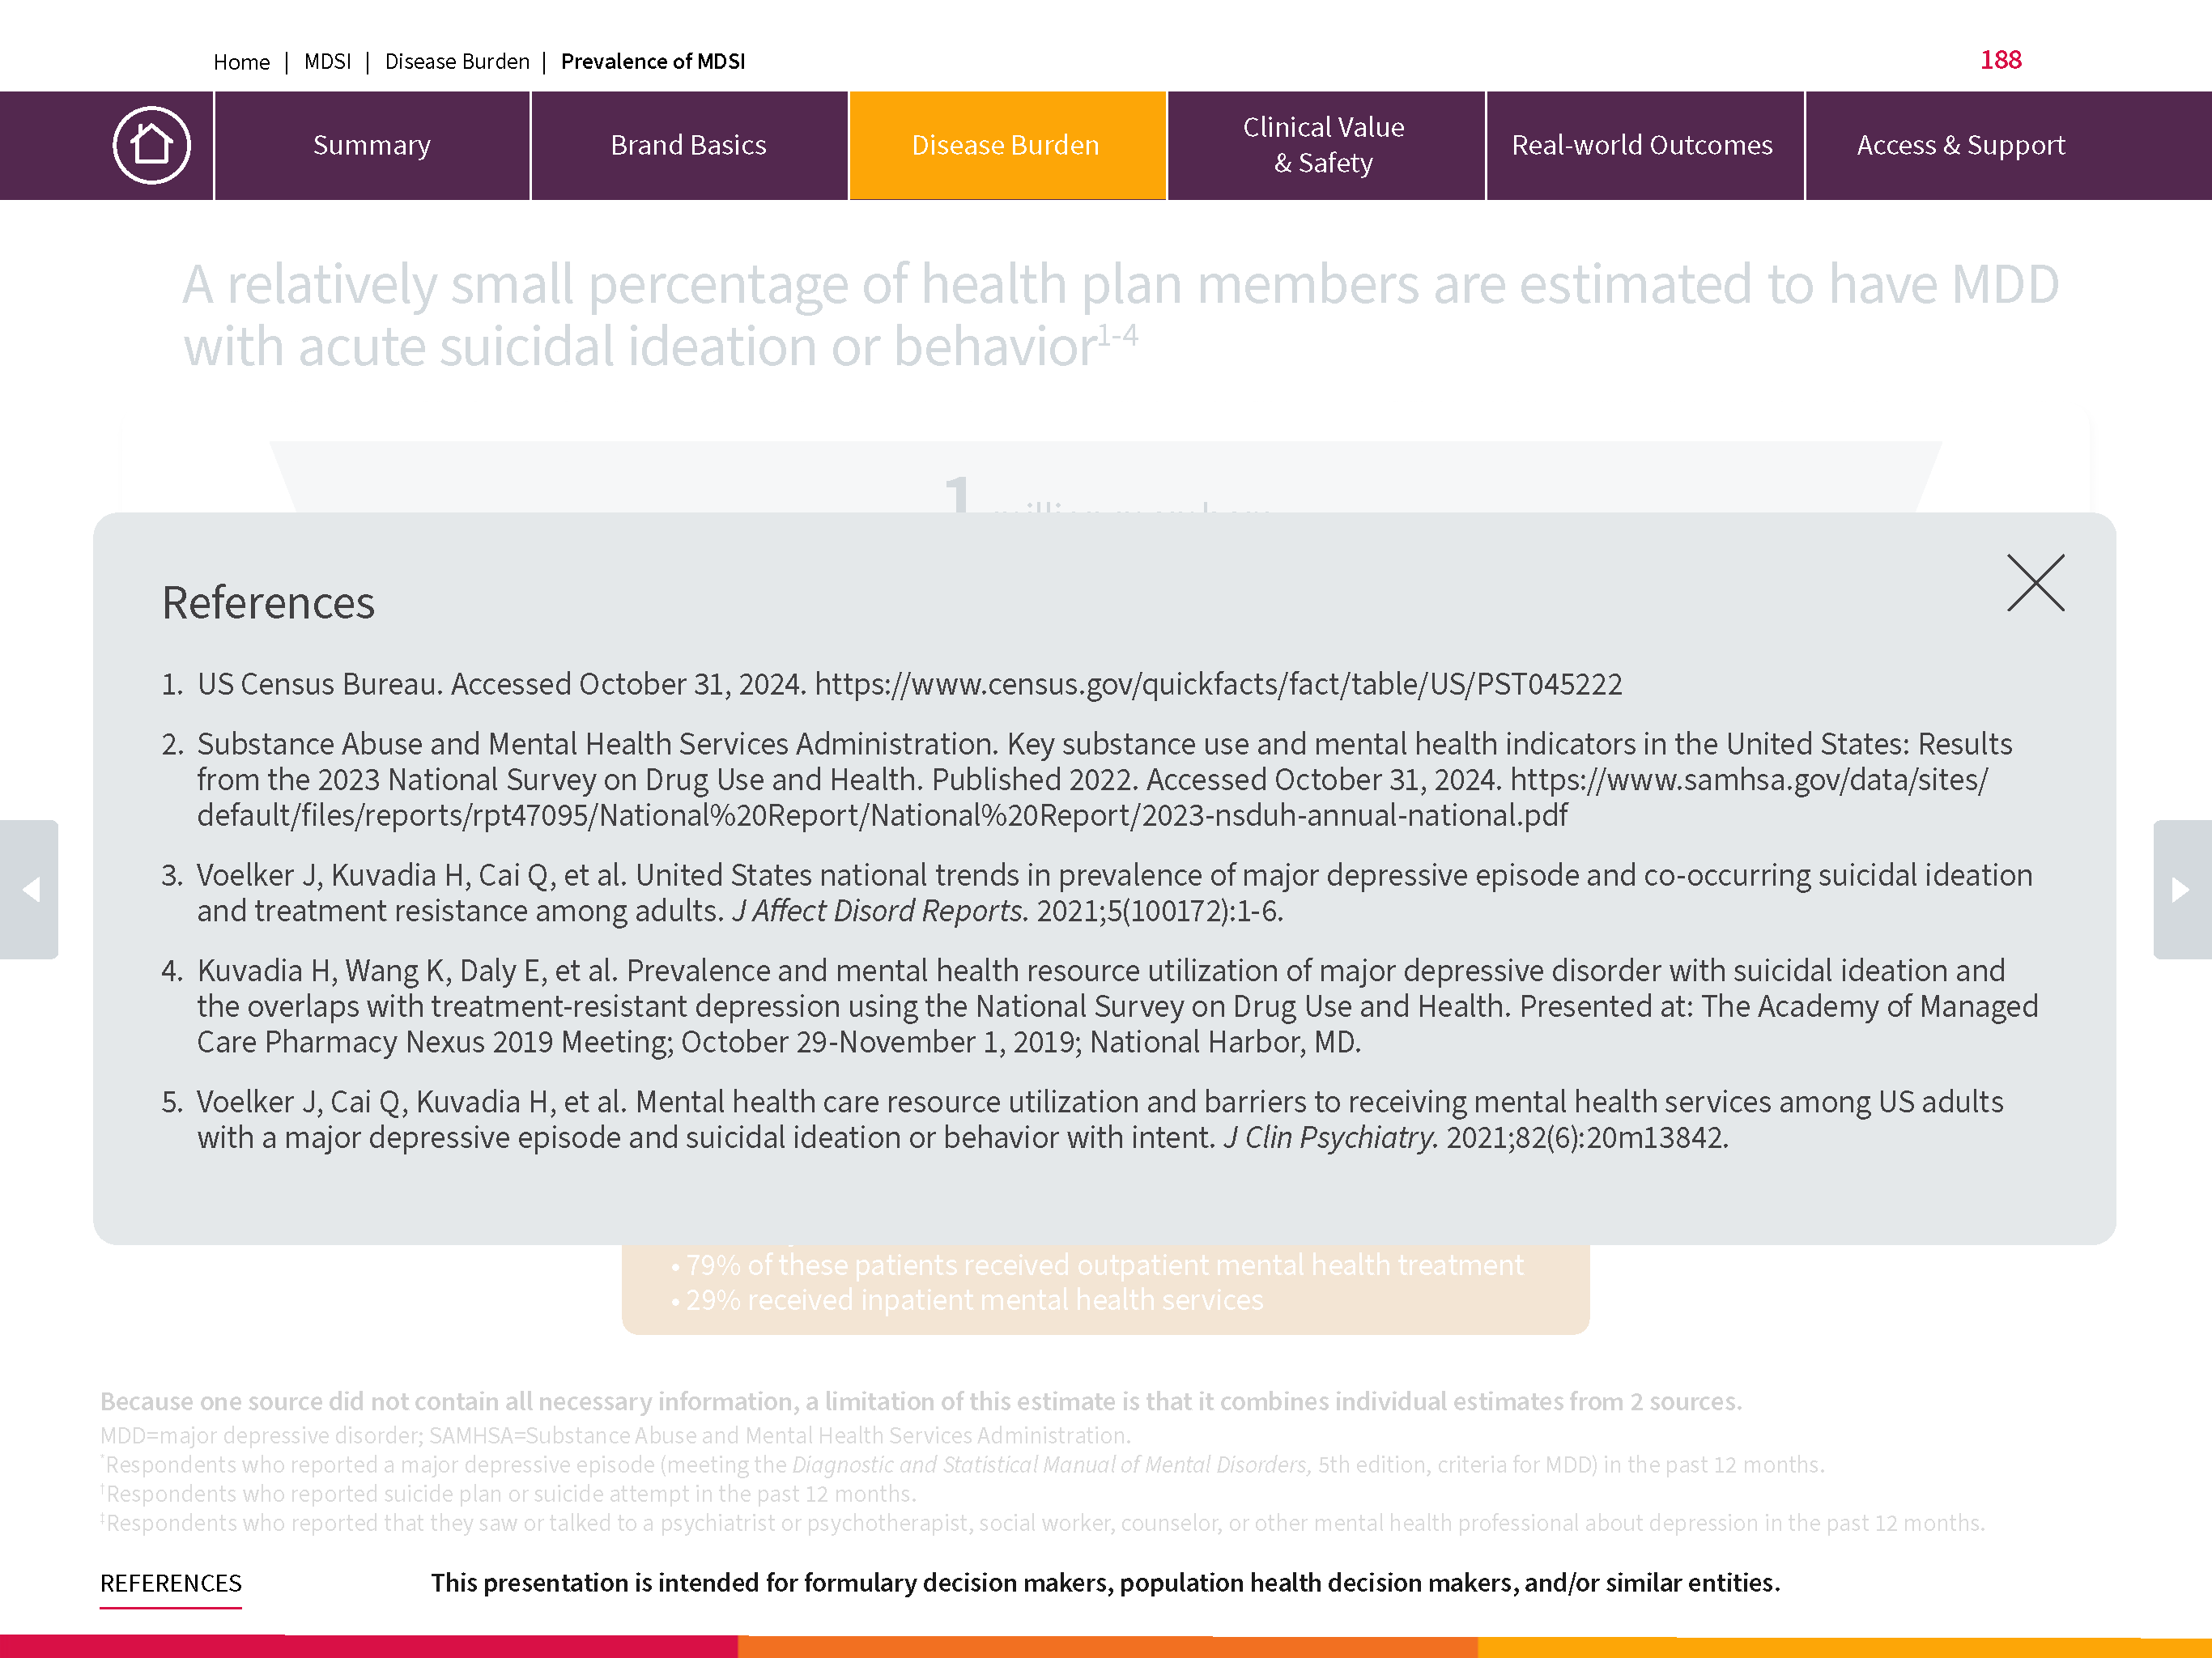 Home | MDSI | Disease Burden | Prevalence of MDSI
188
Summary
Brand Basics
Disease Burden
Clinical Value
& Safety
Real-world Outcomes
Access & Support
A relatively small percentage of health plan members are estimated to have MDD
with acute suicidal ideation or behavior1-4
1 million members
References
1. US Census Bureau. Accessed October 31, 2024. https://www.census.gov/quickfacts/fact/table/US/PST045222
2. Substance Abuse and Mental Health Services Administration. Key substance use and mental health indicators in the United States: Results
from the 2023 National Survey on Drug Use and Health. Published 2022. Accessed October 31, 2024. https://www.samhsa.gov/data/sites/
default/files/reports/rpt47095/National%20Report/National%20Report/2023-nsduh-annual-national.pdf
3. Voelker J, Kuvadia H, Cai Q, et al. United States national trends in prevalence of major depressive episode and co-occurring suicidal ideation
and treatment resistance among adults. J Affect Disord Reports. 2021;5(100172):1-6.
4. Kuvadia H, Wang K, Daly E, et al. Prevalence and mental health resource utilization of major depressive disorder with suicidal ideation and
the overlaps with treatment-resistant depression using the National Survey on Drug Use and Health. Presented at: The Academy of Managed
Care Pharmacy Nexus 2019 Meeting; October 29-November 1, 2019; National Harbor, MD.
5. Voelker J, Cai Q, Kuvadia H, et al. Mental health care resource utilization and barriers to receiving mental health services among US adults
with a major depressive episode and suicidal ideation or behavior with intent. J Clin Psychiatry. 2021;82(6):20m13842.
• 79% of these patients received outpatient mental health treatment
• 29% received inpatient mental health services
Because one source did not contain all necessary information, a limitation of this estimate is that it combines individual estimates from 2 sources.
MDD=major depressive disorder; SAMHSA=Substance Abuse and Mental Health Services Administration.
*Respondents who reported a major depressive episode (meeting the Diagnostic and Statistical Manual of Mental Disorders, 5th edition, criteria for MDD) in the past 12 months.
†Respondents who reported suicide plan or suicide attempt in the past 12 months.
‡Respondents who reported that they saw or talked to a psychiatrist or psychotherapist, social worker, counselor, or other mental health professional about depression in the past 12 months.
REFERENCES
This presentation is intended for formulary decision makers, population health decision makers, and/or similar entities.